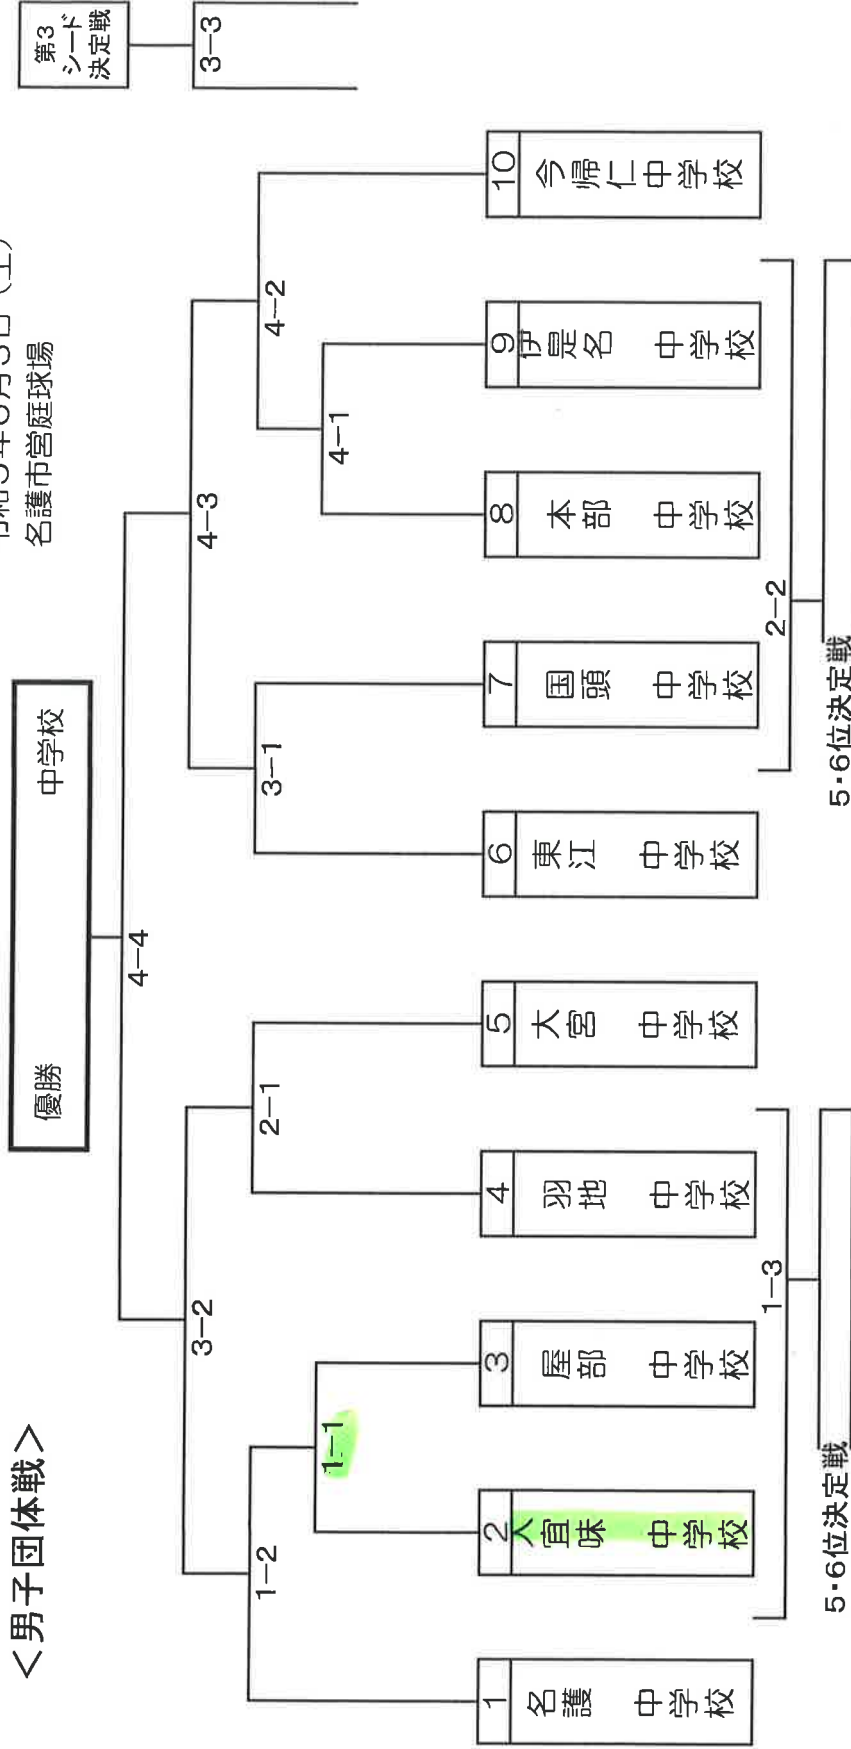 <男子団体戦>
名護市営庭球場
優勝 中学校
第3
シード
決定戦
3-3
4-4
3-2
4-3
1-2
2-1
3-1
4-2
1-1
4-1
1 名護 中学校
2 宜味 中学校
3 屋部 中学校
4 羽地 中学校
5 大宮 中学校
6 東江 中学校
7 国頭 中学校
8 本部 中学校
9 伊是名 中学校
10 今帰仁中学校
1-3
2-2
5・6位決定戦
5・6位決定戦